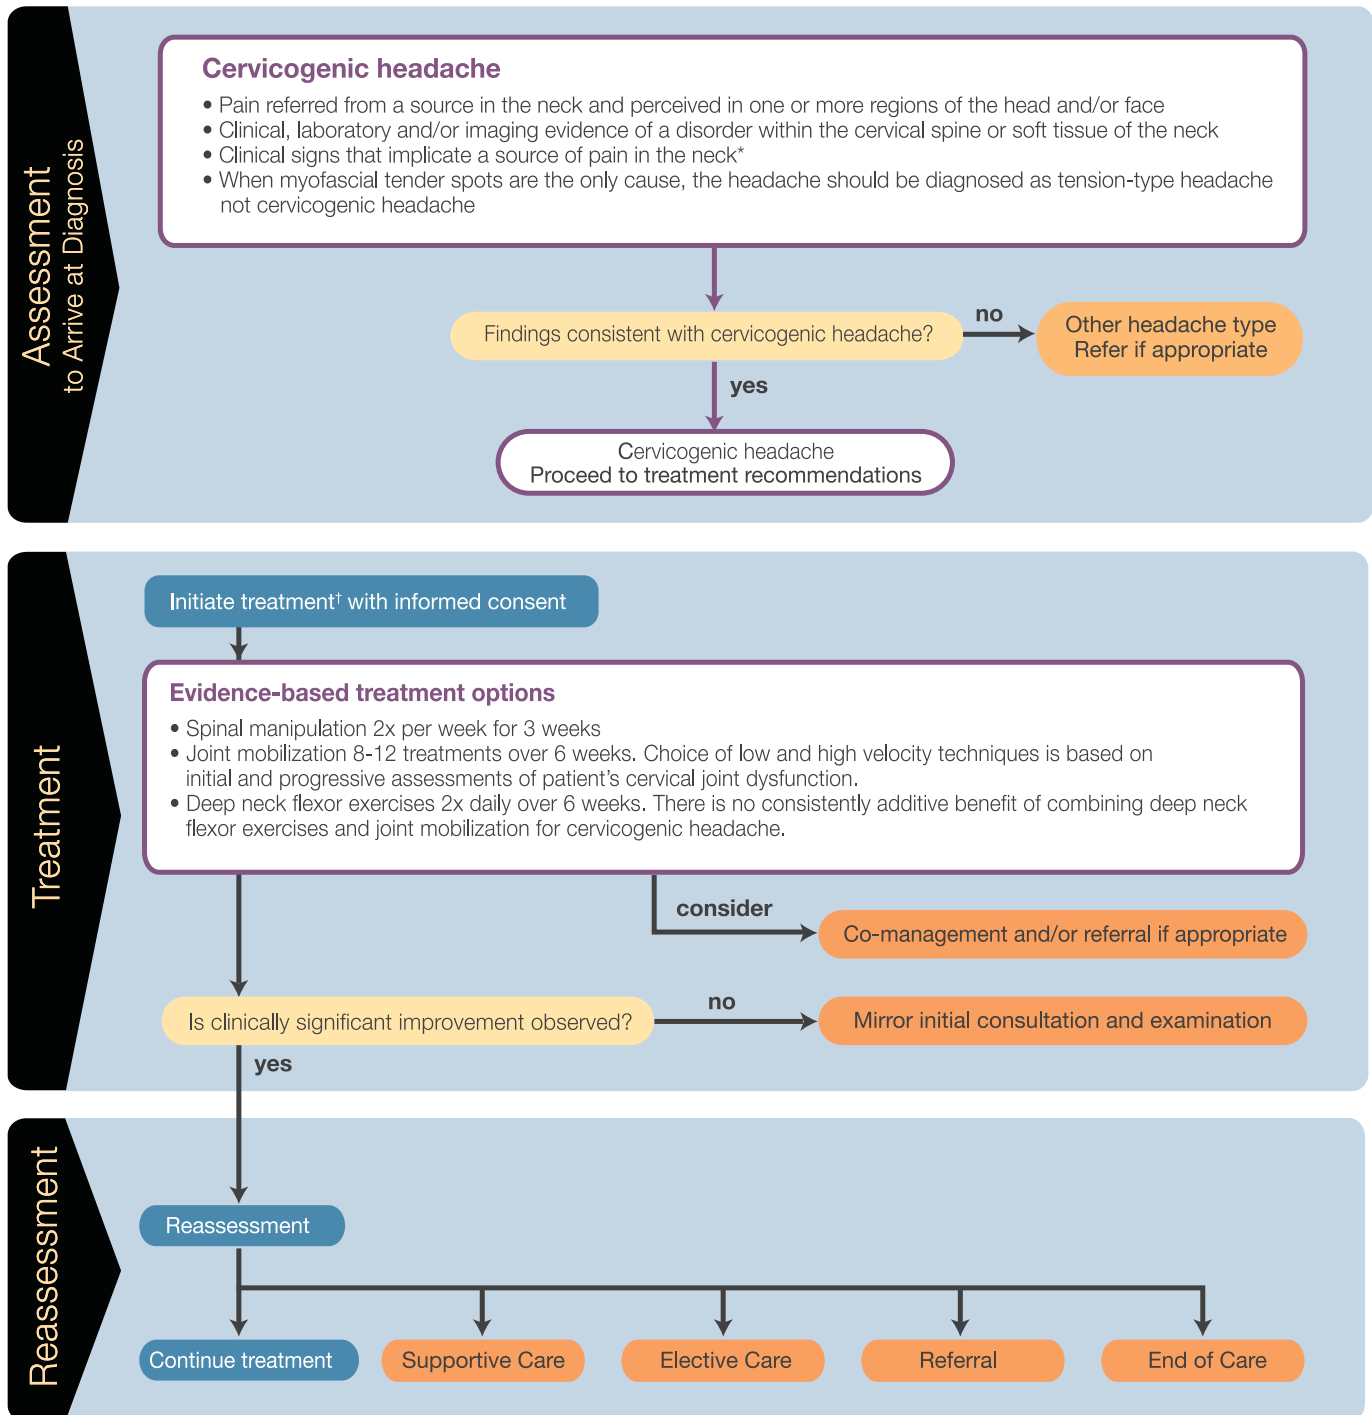 Assessment
to Arrive at Diagnosis
Cervicogenic headache
• Pain referred from a source in the neck and perceived in one or more regions of the head and/or face
• Clinical, laboratory and/or imaging evidence of a disorder within the cervical spine or soft tissue of the neck
• Clinical signs that implicate a source of pain in the neck*
• When myofascial tender spots are the only cause, the headache should be diagnosed as tension-type headache
not cervicogenic headache
Findings consistent with cervicogenic headache?
no
Other headache type
Refer if appropriate
yes
Cervicogenic headache
Proceed to treatment recommendations
Treatment
Initiate treatment† with informed consent
Evidence-based treatment options
• Spinal manipulation 2x per week for 3 weeks
• Joint mobilization 8-12 treatments over 6 weeks. Choice of low and high velocity techniques is based on
initial and progressive assessments of patient's cervical joint dysfunction.
• Deep neck flexor exercises 2x daily over 6 weeks. There is no consistently additive benefit of combining deep neck
flexor exercises and joint mobilization for cervicogenic headache.
consider
Co-management and/or referral if appropriate
Is clinically significant improvement observed?
no
Mirror initial consultation and examination
yes
Reassessment
Reassessment
Continue treatment
Supportive Care
Elective Care
Referral
End of Care